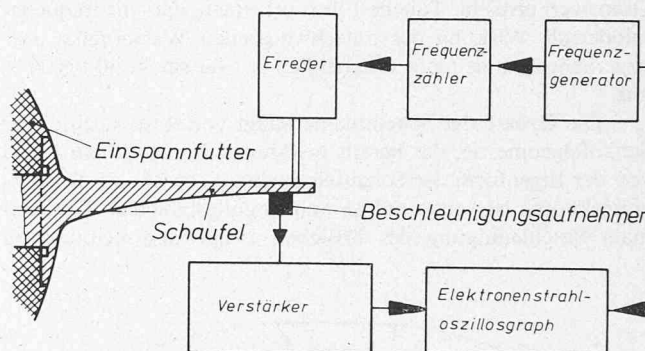 Erreger
Frequenz-
zähler
Frequenz-
generator
Einspannfutter
Schaufel
Beschleunigungsaufnehmer
Verstärker
Elektronenstrahl-
oszillosgraph